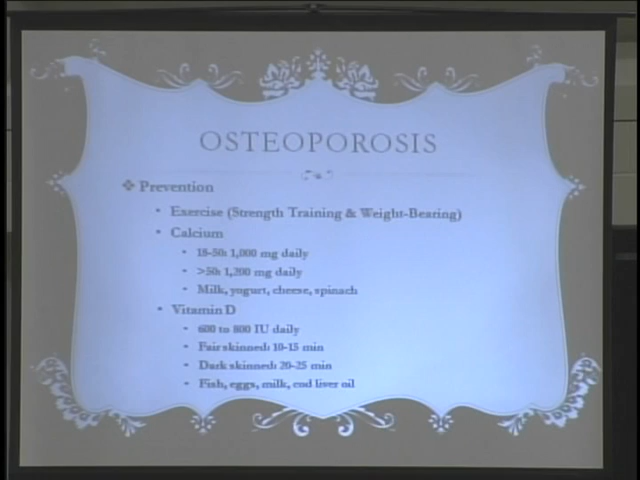 OSTEOPOROSIS
Prevention
Exercise (Strength Training & Weight-Bearing)
Calcium
18-50: 1,000 mg daily
>50: 1,200 mg daily
Milk, yogurt, cheese, spinach
Vitamin D
600 to 800 IU daily
Fair skinned: 10-15 min
Dark skinned: 20-25 min
Fish, eggs, milk, cod liver oil